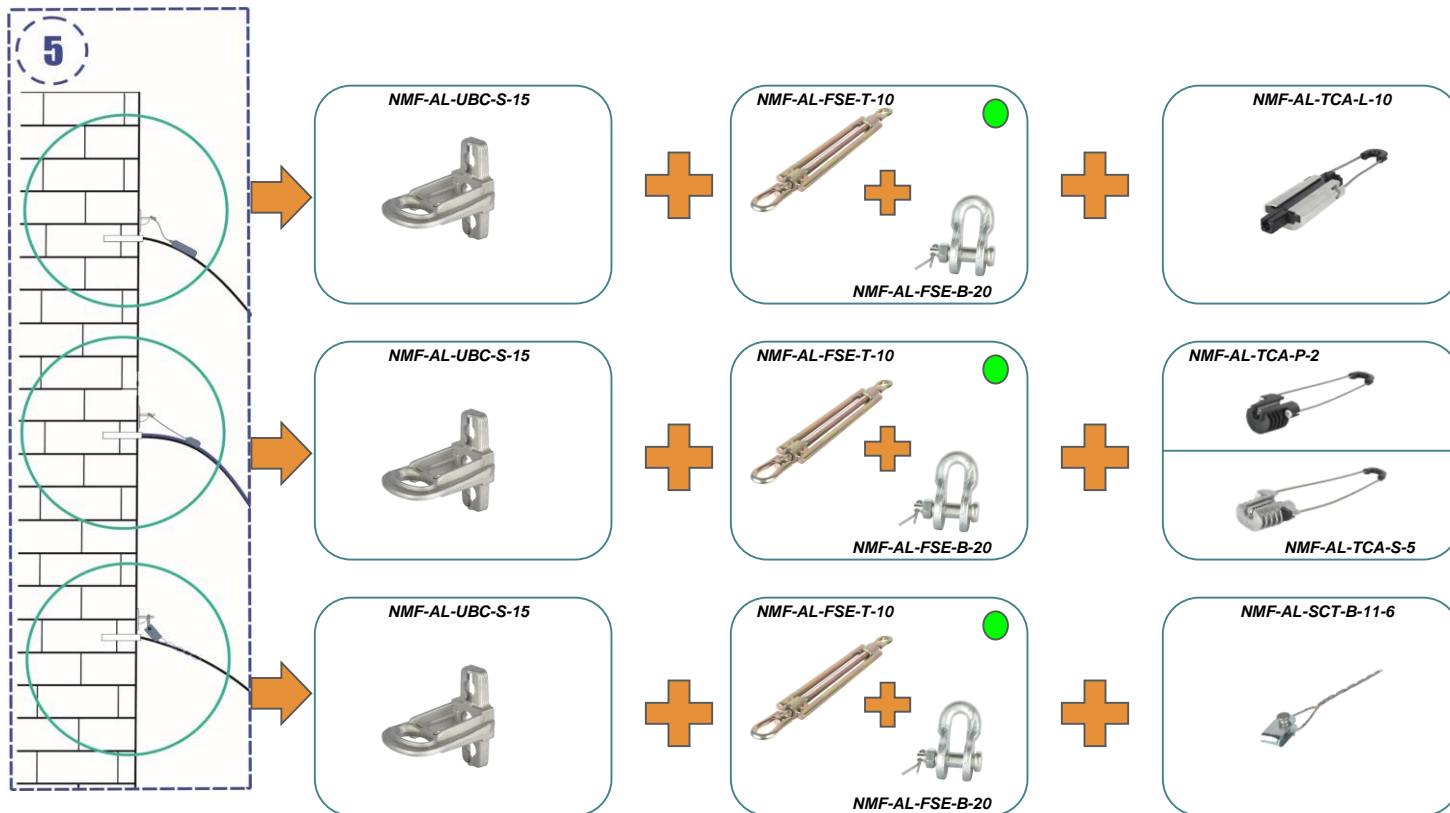 5
NMF-AL-UBC-S-15
NMF-AL-FSE-T-10
NMF-AL-FSE-B-20
NMF-AL-TCA-L-10
NMF-AL-UBC-S-15
NMF-AL-FSE-T-10
NMF-AL-FSE-B-20
NMF-AL-TCA-P-2
NMF-AL-TCA-S-5
NMF-AL-UBC-S-15
NMF-AL-FSE-T-10
NMF-AL-FSE-B-20
NMF-AL-SCT-B-11-6